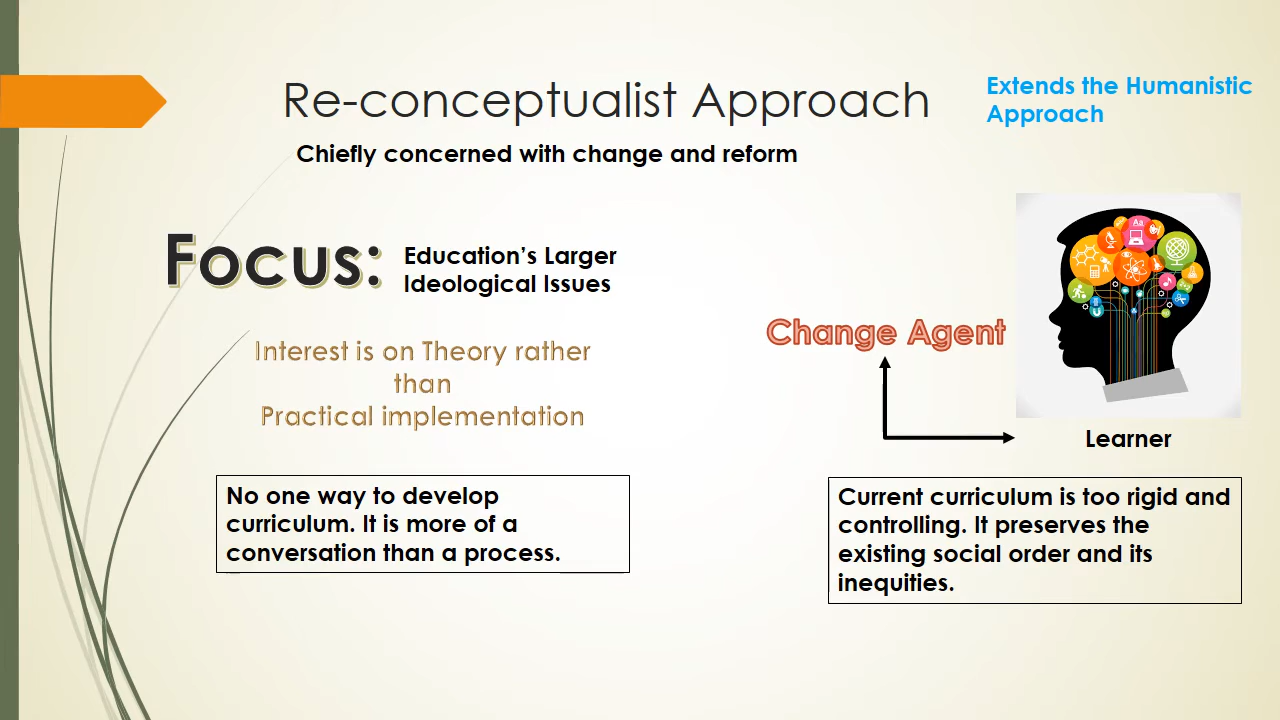 Re-conceptualist Approach
Extends the Humanistic
Approach
Chiefly concerned with change and reform
Focus:
Education's Larger
Ideological Issues
Interest is on Theory rather
than
Practical implementation
No one way to develop
curriculum. It is more of a
conversation than a process.
Aa
Change Agent
Learner
Current curriculum is too rigid and
controlling. It preserves the
existing social order and its
inequities.